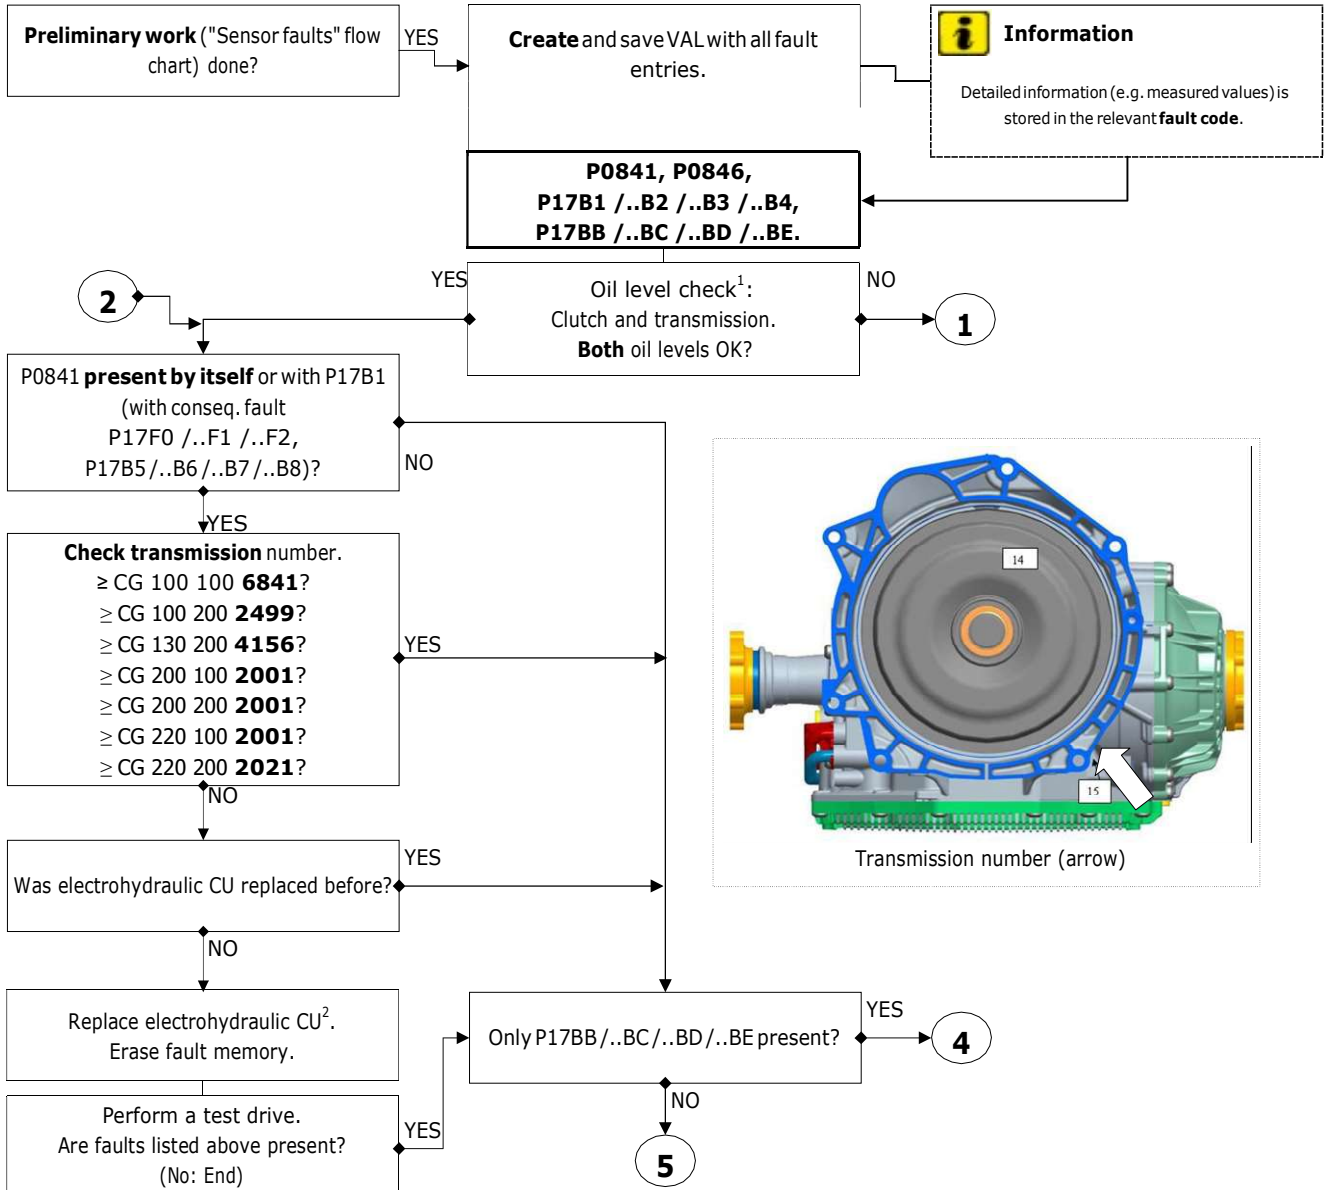 Preliminary work ("Sensor faults" flow
chart) done?
YES
Create and save VAL with all fault
entries.
Information
Detailed information (e.g. measured values) is
stored in the relevant fault code.
P0841, P0846,
P17B1 /..B2 /..B3 /..B4,
P17BB /..BC /..BD /..BE.
YES
Oil level check¹:
Clutch and transmission.
Both oil levels OK?
NO
1
2
P0841 present by itself or with P17B1
(with conseq. fault
P17F0 /..F1 /..F2,
P17B5 /..B6 /..B7 /..B8)?
NO
YES
Check transmission number.
≥ CG 100 100 6841?
≥ CG 100 200 2499?
≥ CG 130 200 4156?
≥ CG 200 100 2001?
≥ CG 200 200 2001?
≥ CG 220 100 2001?
≥ CG 220 200 2021?
YES
NO
14
15
Transmission number (arrow)
Was electrohydraulic CU replaced before?
YES
NO
Replace electrohydraulic CU².
Erase fault memory.
Perform a test drive.
Are faults listed above present?
(No: End)
YES
Only P17BB /..BC /..BD /..BE present?
YES
4
NO
5